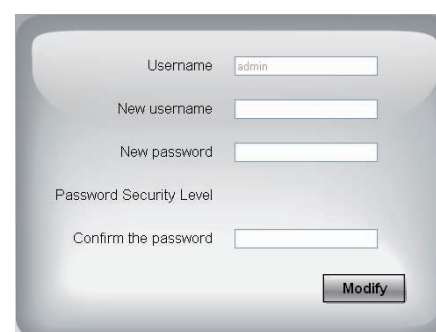 Username admin
New username
New password
Password Security Level
Confirm the password
Modify